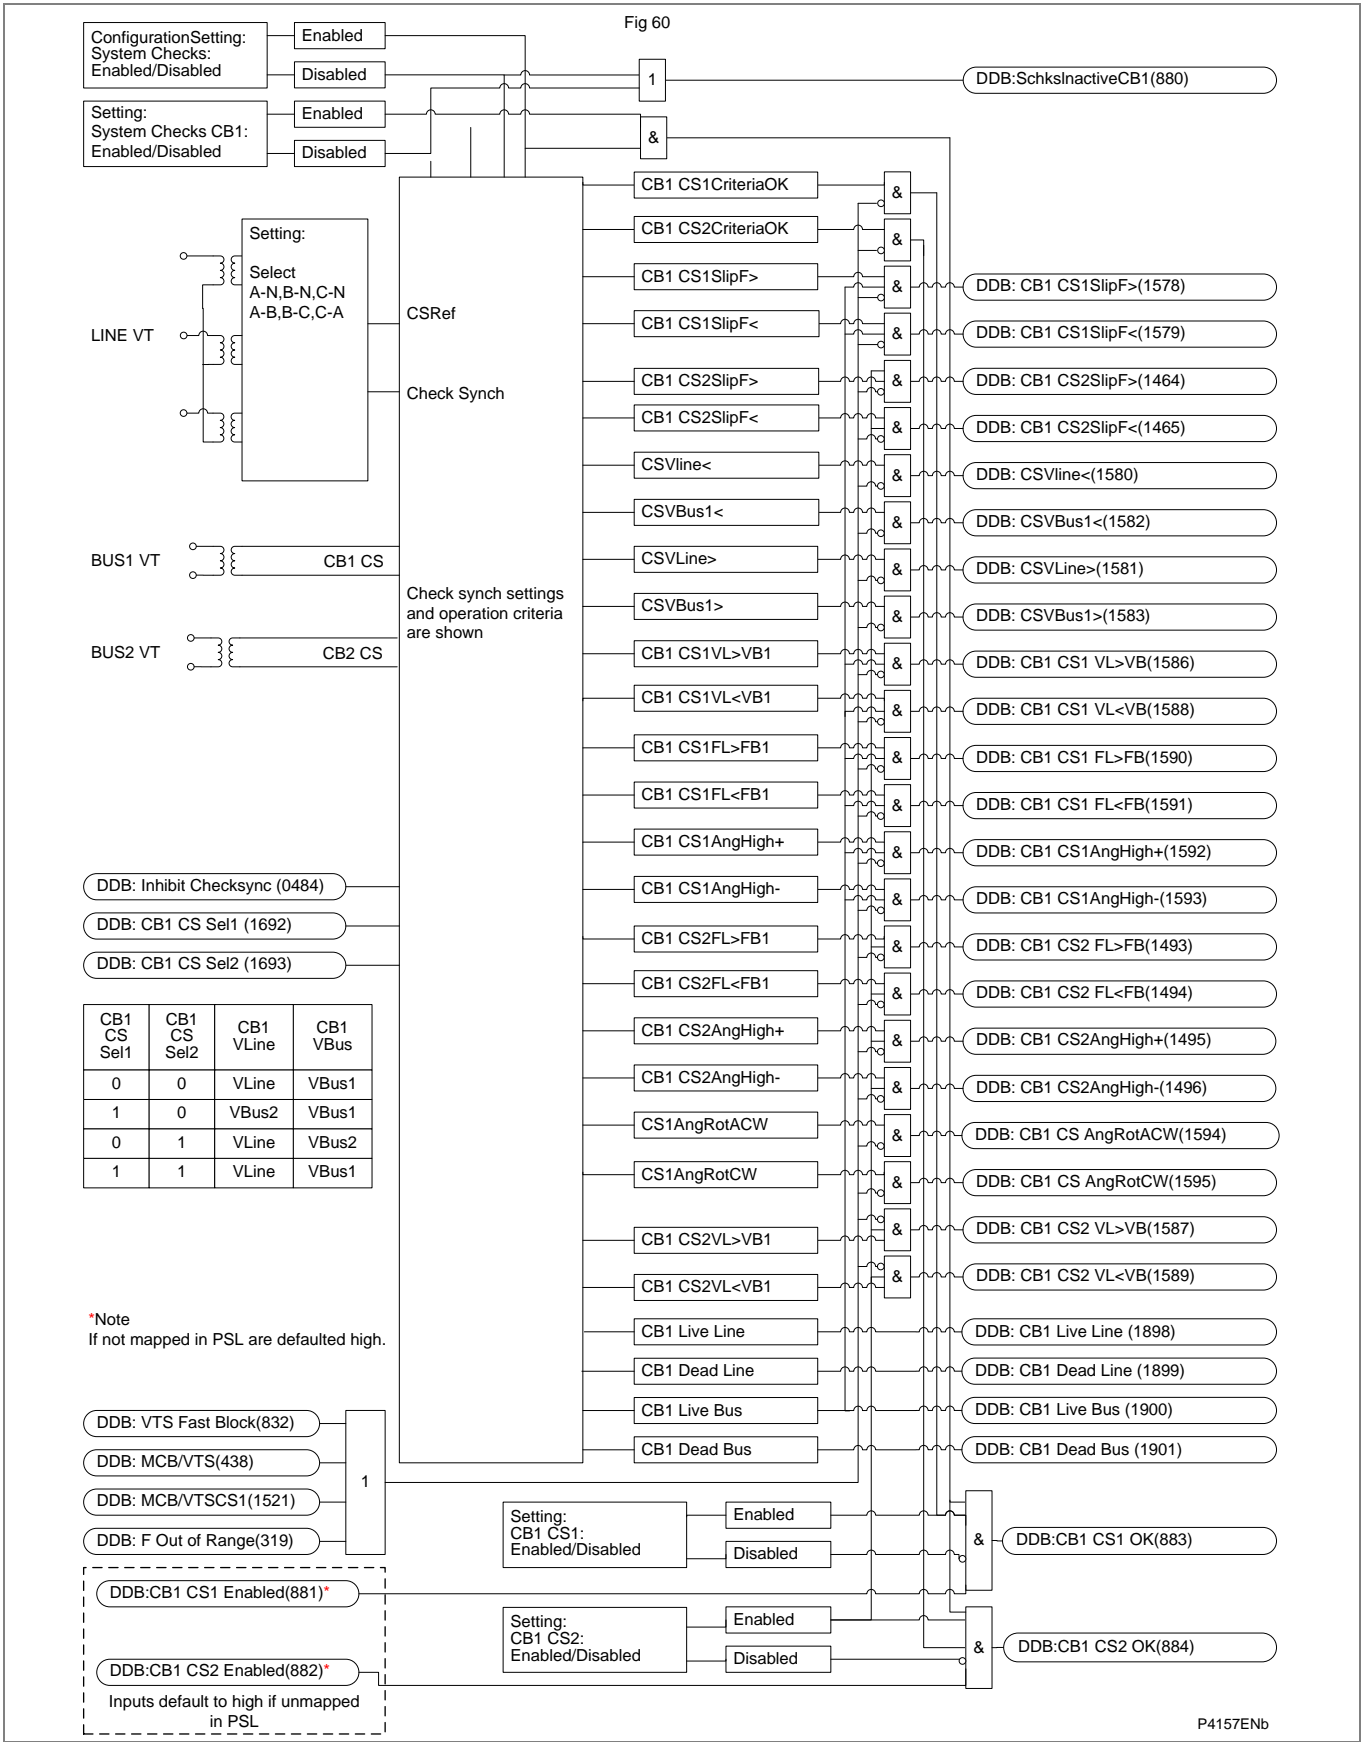 Fig 60
ConfigurationSetting:
System Checks:
Enabled/Disabled
Enabled
Disabled
1
DDB:SchksInactiveCB1(880)
Setting:
System Checks CB1:
Enabled/Disabled
Enabled
Disabled
&
LINE VT
Setting:
Select
A-N,B-N,C-N
A-B,B-C,C-A
CSRef
Check Synch
BUS1 VT
CB1 CS
BUS2 VT
CB2 CS
Check synch settings
and operation criteria
are shown
CB1 CS1CriteriaOK
&
CB1 CS2CriteriaOK
&
CB1 CS1SlipF>
&
DDB: CB1 CS1SlipF>(1578)
CB1 CS1SlipF<
&
DDB: CB1 CS1SlipF<(1579)
CB1 CS2SlipF>
&
DDB: CB1 CS2SlipF>(1464)
CB1 CS2SlipF<
&
DDB: CB1 CS2SlipF<(1465)
CSVline<
&
DDB: CSVline<(1580)
CSVBus1<
&
DDB: CSVBus1<(1582)
CSVLine>
&
DDB: CSVLine>(1581)
CSVBus1>
&
DDB: CSVBus1>(1583)
CB1 CS1VL>VB1
&
DDB: CB1 CS1 VL>VB(1586)
CB1 CS1VL<VB1
&
DDB: CB1 CS1 VL<VB(1588)
CB1 CS1FL>FB1
&
DDB: CB1 CS1 FL>FB(1590)
CB1 CS1FL<FB1
&
DDB: CB1 CS1 FL<FB(1591)
CB1 CS1AngHigh+
&
DDB: CB1 CS1AngHigh+(1592)
CB1 CS1AngHigh-
&
DDB: CB1 CS1AngHigh-(1593)
CB1 CS2FL>FB1
&
DDB: CB1 CS2 FL>FB(1493)
CB1 CS2FL<FB1
&
DDB: CB1 CS2 FL<FB(1494)
CB1 CS2AngHigh+
&
DDB: CB1 CS2AngHigh+(1495)
CB1 CS2AngHigh-
&
DDB: CB1 CS2AngHigh-(1496)
CS1AngRotACW
&
DDB: CB1 CS AngRotACW(1594)
CS1AngRotCW
&
DDB: CB1 CS AngRotCW(1595)
CB1 CS2VL>VB1
&
DDB: CB1 CS2 VL>VB(1587)
CB1 CS2VL<VB1
&
DDB: CB1 CS2 VL<VB(1589)
CB1 Live Line
DDB: CB1 Live Line (1898)
CB1 Dead Line
DDB: CB1 Dead Line (1899)
CB1 Live Bus
DDB: CB1 Live Bus (1900)
CB1 Dead Bus
DDB: CB1 Dead Bus (1901)
DDB: Inhibit Checksync (0484)
DDB: CB1 CS Sel1 (1692)
DDB: CB1 CS Sel2 (1693)
CB1 CS Sel1 CB1 CS Sel2 CB1 VLine CB1 VBus
0 0 VLine VBus1
1 0 VBus2 VBus1
0 1 VLine VBus2
1 1 VLine VBus1
*Note
If not mapped in PSL are defaulted high.
DDB: VTS Fast Block(832)
DDB: MCB/VTS(438)
DDB: MCB/VTSCS1(1521)
DDB: F Out of Range(319)
1
Setting:
CB1 CS1:
Enabled/Disabled
Enabled
Disabled
&
DDB:CB1 CS1 OK(883)
DDB:CB1 CS1 Enabled(881)*
Setting:
CB1 CS2:
Enabled/Disabled
Enabled
Disabled
&
DDB:CB1 CS2 OK(884)
DDB:CB1 CS2 Enabled(882)*
Inputs default to high if unmapped
in PSL
P4157ENb